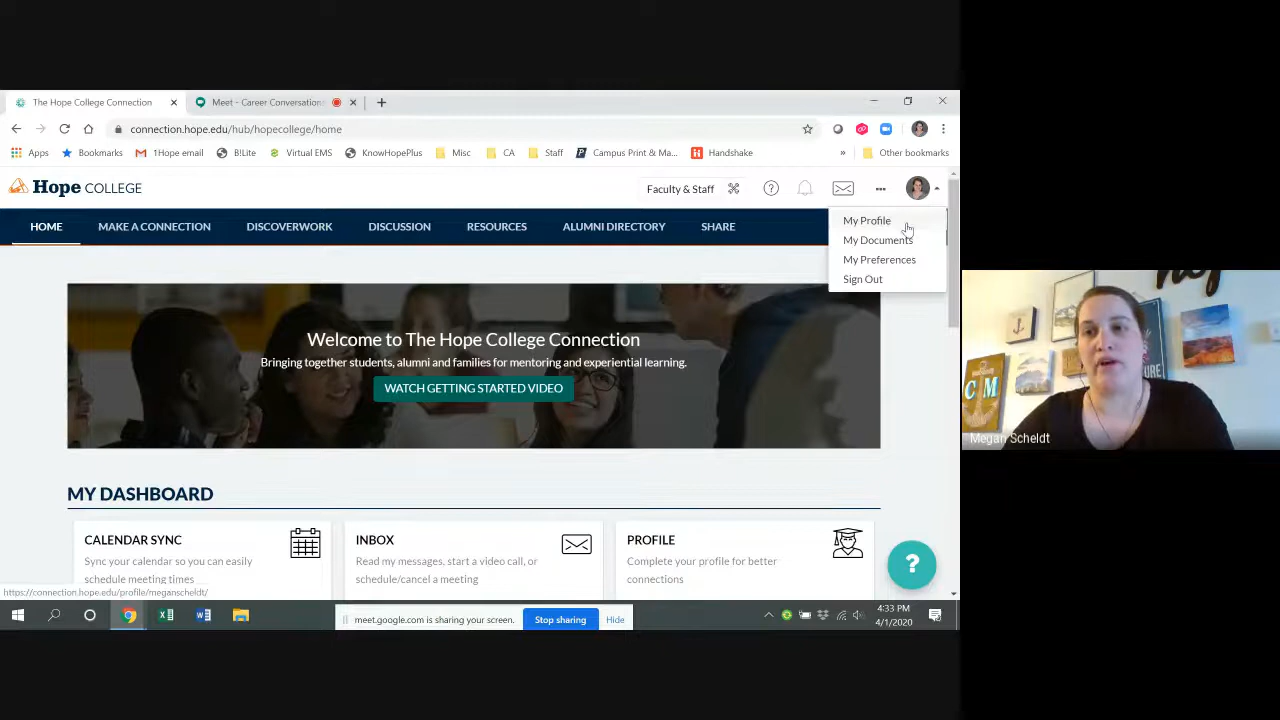 The Hope College Connection
Meet - Career Conversation
connection.hope.edu/hub/hopecollege/home
Apps Bookmarks 1Hope email B!Lite Virtual EMS KnowHopePlus Misc CA Staff Campus Print & Ma... Handshake » Other bookmarks
Hope COLLEGE
Faculty & Staff
HOME MAKE A CONNECTION DISCOVERWORK DISCUSSION RESOURCES ALUMNI DIRECTORY SHARE
My Profile
My Documents
My Preferences
Sign Out
Welcome to The Hope College Connection
Bringing together students, alumni and families for mentoring and experiential learning.
WATCH GETTING STARTED VIDEO
MY DASHBOARD
CALENDAR SYNC
Sync your calendar so you can easily
schedule meeting times
INBOX
Read my messages, start a video call, or
schedule/cancel a meeting
PROFILE
Complete your profile for better
connections
?
https://connection.hope.edu/profile/meganscheldt/
meet.google.com is sharing your screen. Stop sharing Hide
4:33 PM
4/1/2020
C M
Megan Scheldt